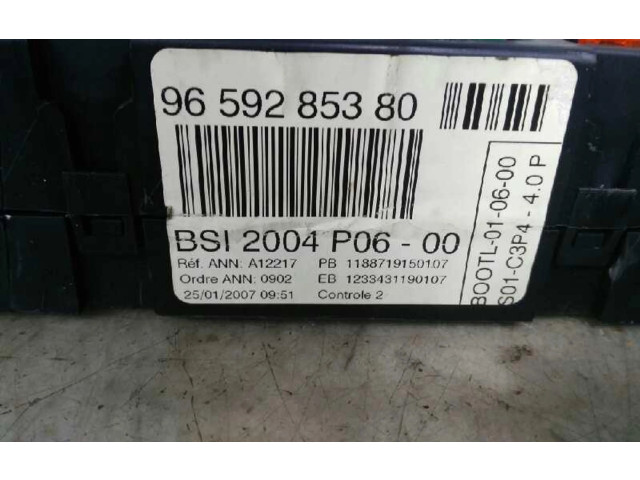 96 592 853 80
BSI 2004 P06 - 00
Réf. ANN: A12217 PB 1188719150107
Ordre ANN: 0902 EB 1233431190107
25/01/2007 09:51 Controle 2
BOOTL-01-06-00
S01-C3P4 - 4.0 P